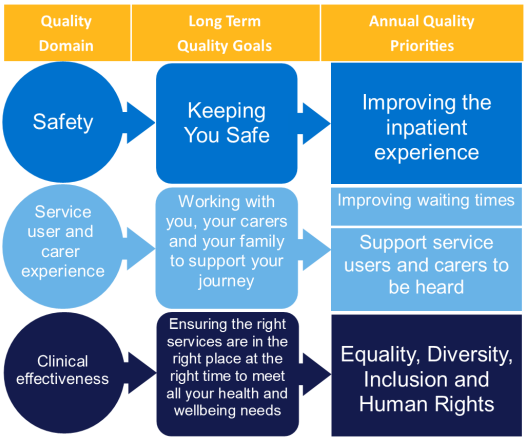 Quality
Domain
Long Term
Quality Goals
Annual Quality
Priorities
Safety
Keeping
You Safe
Improving the
inpatient
experience
Service
user and
carer
experience
Working with
you, your carers
and your family
to support your
journey
Improving waiting times
Support service
users and carers to
be heard
Clinical
effectiveness
Ensuring the right
services are in the
right place at the
right time to meet
all your health and
wellbeing needs
Equality, Diversity,
Inclusion and
Human Rights